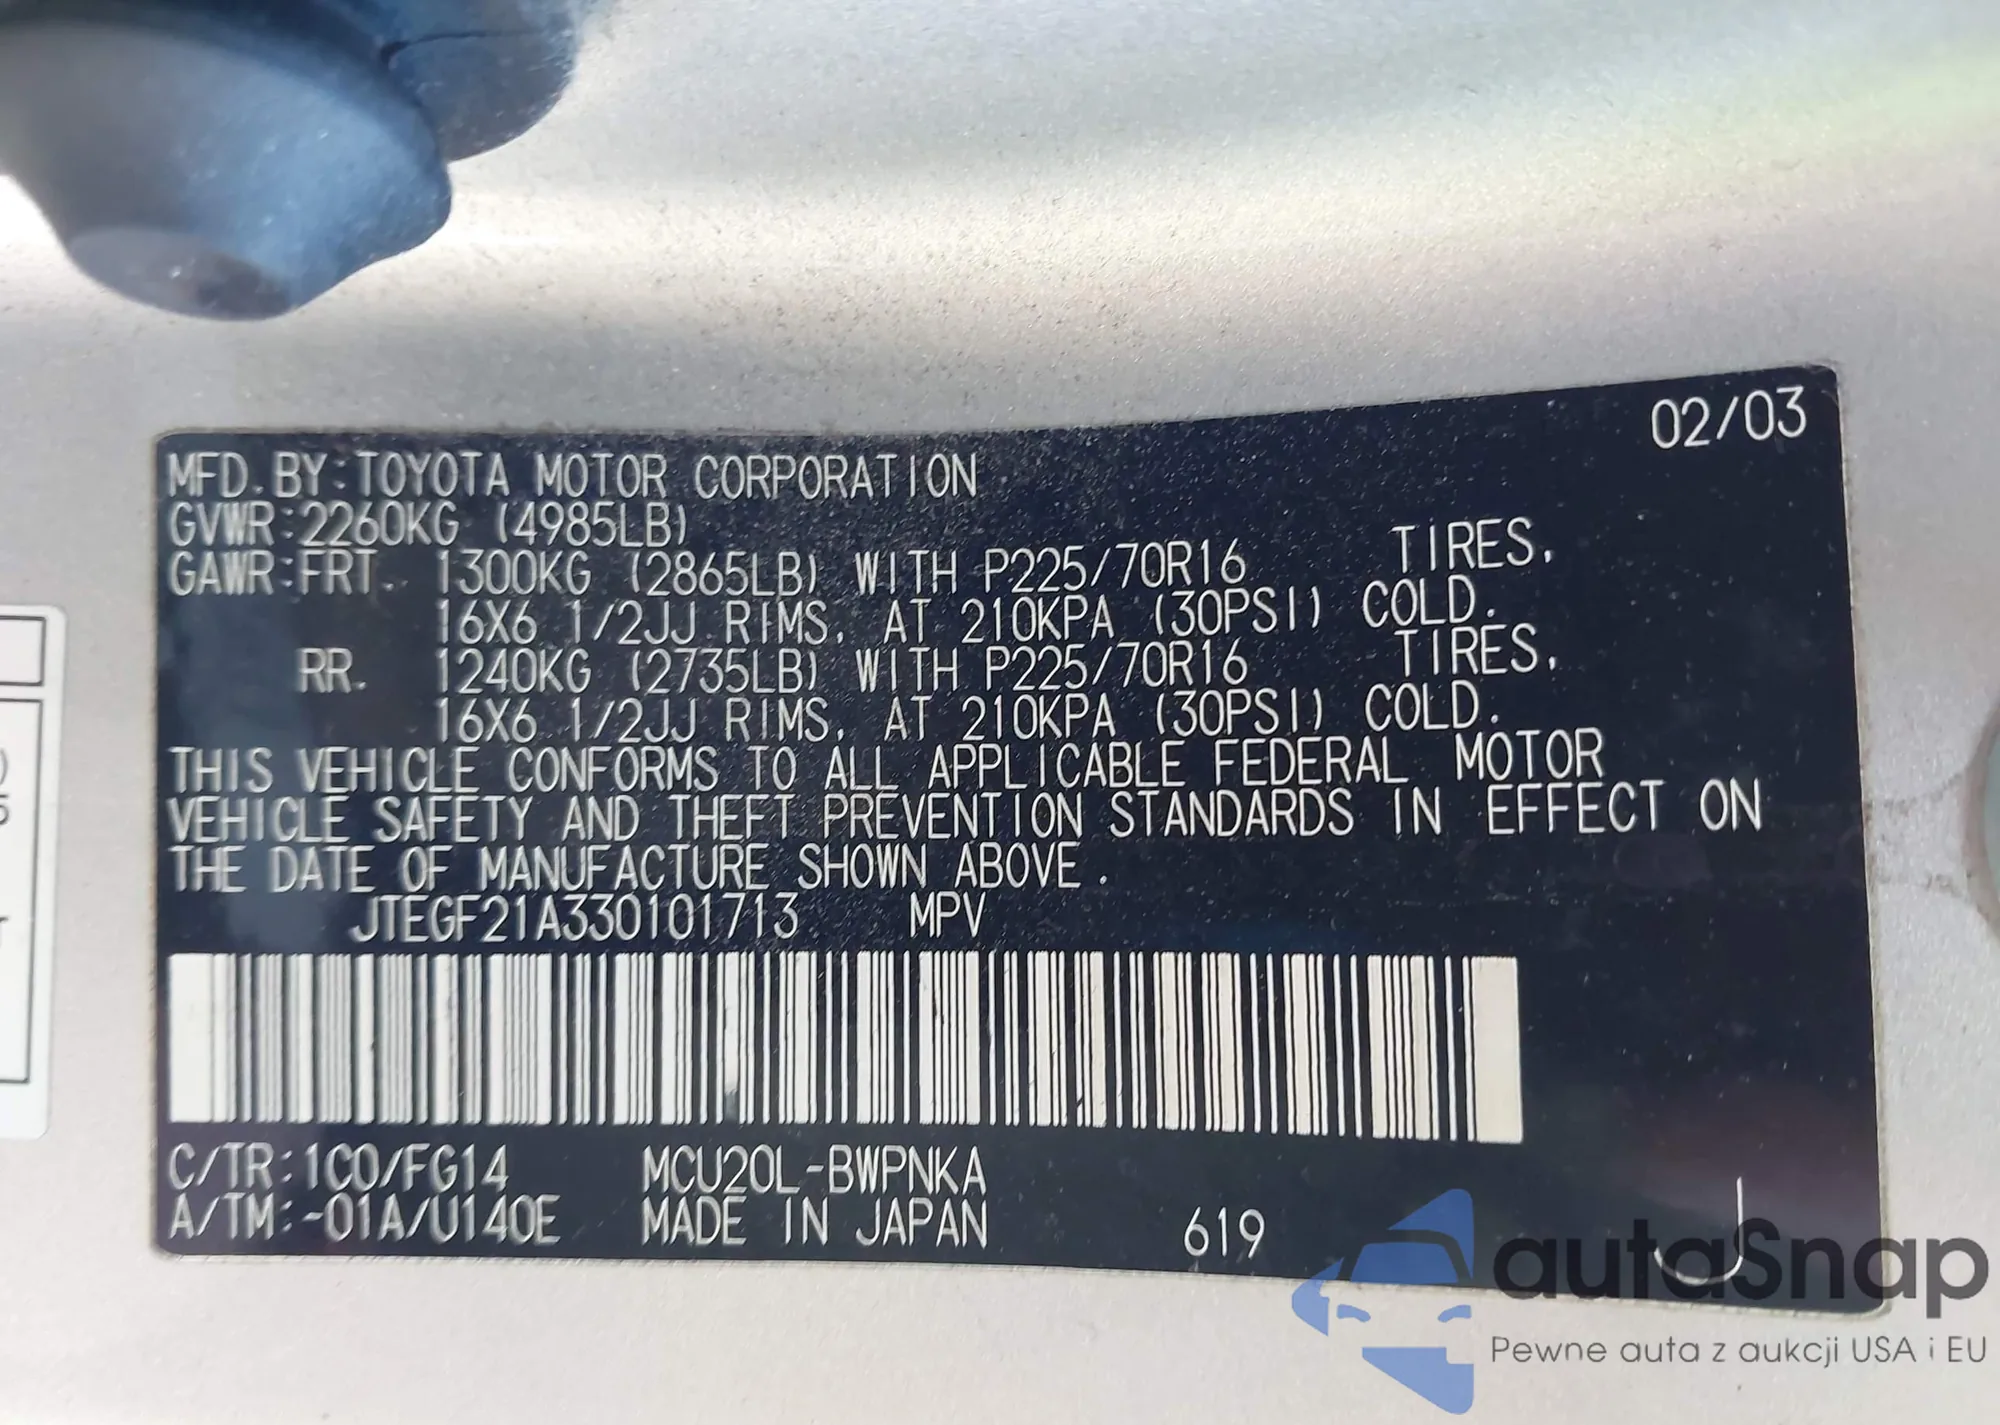 02/03
MFD. BY:TOYOTA MOTOR CORPORATION
GVWR:2260KG (4985LB)
GAWR:FRT. 1300KG (2865LB) WITH P225/70R16 TIRES,
16X6 1/2JJ RIMS, AT 210KPA (30PSI) COLD.
RR. 1240KG (2735LB) WITH P225/70R16 TIRES,
16X6 1/2JJ RIMS, AT 210KPA (30PSI) COLD.
THIS VEHICLE CONFORMS TO ALL APPLICABLE FEDERAL MOTOR
VEHICLE SAFETY AND THEFT PREVENTION STANDARDS IN EFFECT ON
THE DATE OF MANUFACTURE SHOWN ABOVE.
JTEGF21A330101713 MPV
C/TR:1C0/FG14 MCU20L-BWPNKA
A/TM:-01A/U140E MADE IN JAPAN 619 J
autaSnap
Pewne auta z aukcji USA i EU